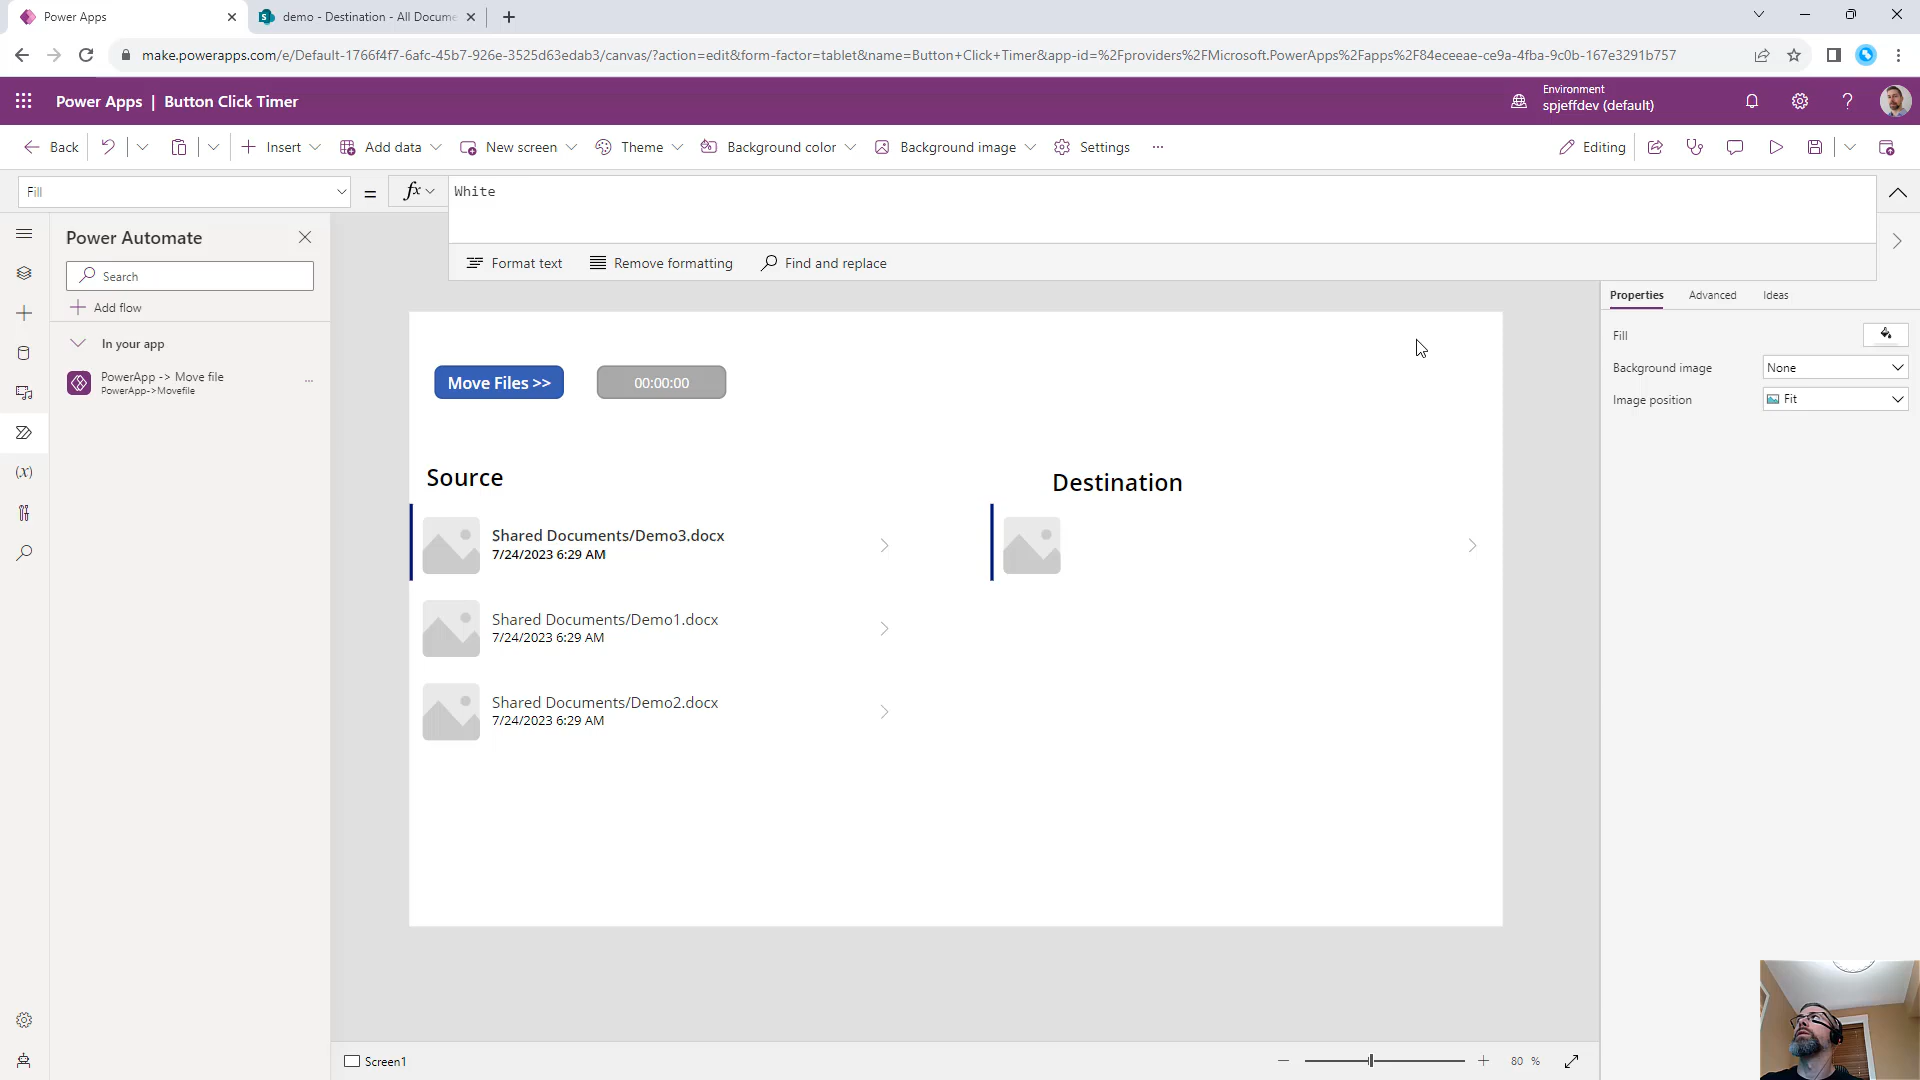 Power Apps
demo - Destination - All Docume
make.powerapps.com/e/Default-1766f4f7-6afc-45b7-926e-3525d63edab3/canvas/?action=edit&form-factor=tablet&name=Button+Click+Timer&app-id=%2Fproviders%2FMicrosoft.PowerApps%2Fapps%2F84eceeae-ce9a-4fba-9c0b-167e3291b757
Power Apps | Button Click Timer
Environment
spjeffdev (default)
Back
Insert
Add data
New screen
Theme
Background color
Background image
Settings
Editing
Fill
=
fx
White
Format text
Remove formatting
Find and replace
Power Automate
Search
Add flow
In your app
PowerApp -> Move file
PowerApp->Movefile
Move Files >>
00:00:00
Source
Shared Documents/Demo3.docx
7/24/2023 6:29 AM
Shared Documents/Demo1.docx
7/24/2023 6:29 AM
Shared Documents/Demo2.docx
7/24/2023 6:29 AM
Destination
Properties
Advanced
Ideas
Fill
Background image
None
Image position
Fit
Screen1
80 %